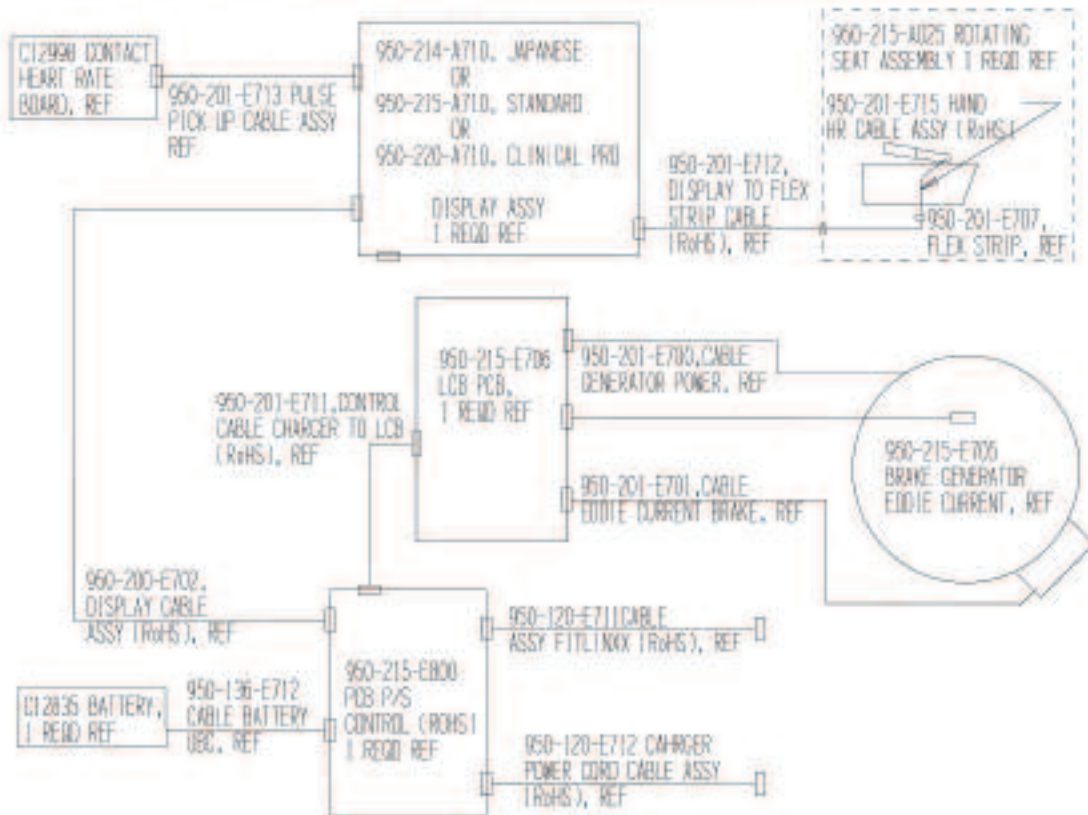 C12998 CONTACT
HEART RATE
BOARD, REF
950-201-E713 PULSE
PICK UP CABLE ASSY
REF
950-214-A710, JAPANESE
OR
950-215-A710, STANDARD
OR
950-220-A710, CLINICAL PRO
DISPLAY ASSY
1 REQD REF
950-201-E712,
DISPLAY TO FLEX
STRIP CABLE
(RoHS), REF
950-215-A025 ROTATING
SEAT ASSEMBLY 1 REQD REF
950-201-E715 HAND
HR CABLE ASSY (RoHS)
950-201-E707,
FLEX STRIP, REF
950-215-E706
LCB PCB,
1 REQD REF
950-201-E700,CABLE
GENERATOR POWER, REF
950-201-E711,CONTROL
CABLE CHARGER TO LCB
(RoHS), REF
950-201-E701,CABLE
EDDIE CURRENT BRAKE, REF
950-215-E705
BRAKE GENERATOR
EDDIE CURRENT, REF
950-200-E702,
DISPLAY CABLE
ASSY (RoHS), REF
950-120-E711CABLE
ASSY FITLINXX (RoHS), REF
950-215-E800
PCB P/S
CONTROL (ROHS)
1 REQD REF
C12835 BATTERY,
1 REQD REF
950-136-E712
CABLE BATTERY
UBC, REF
950-120-E712 CAHRGER
POWER CORD CABLE ASSY
(RoHS), REF